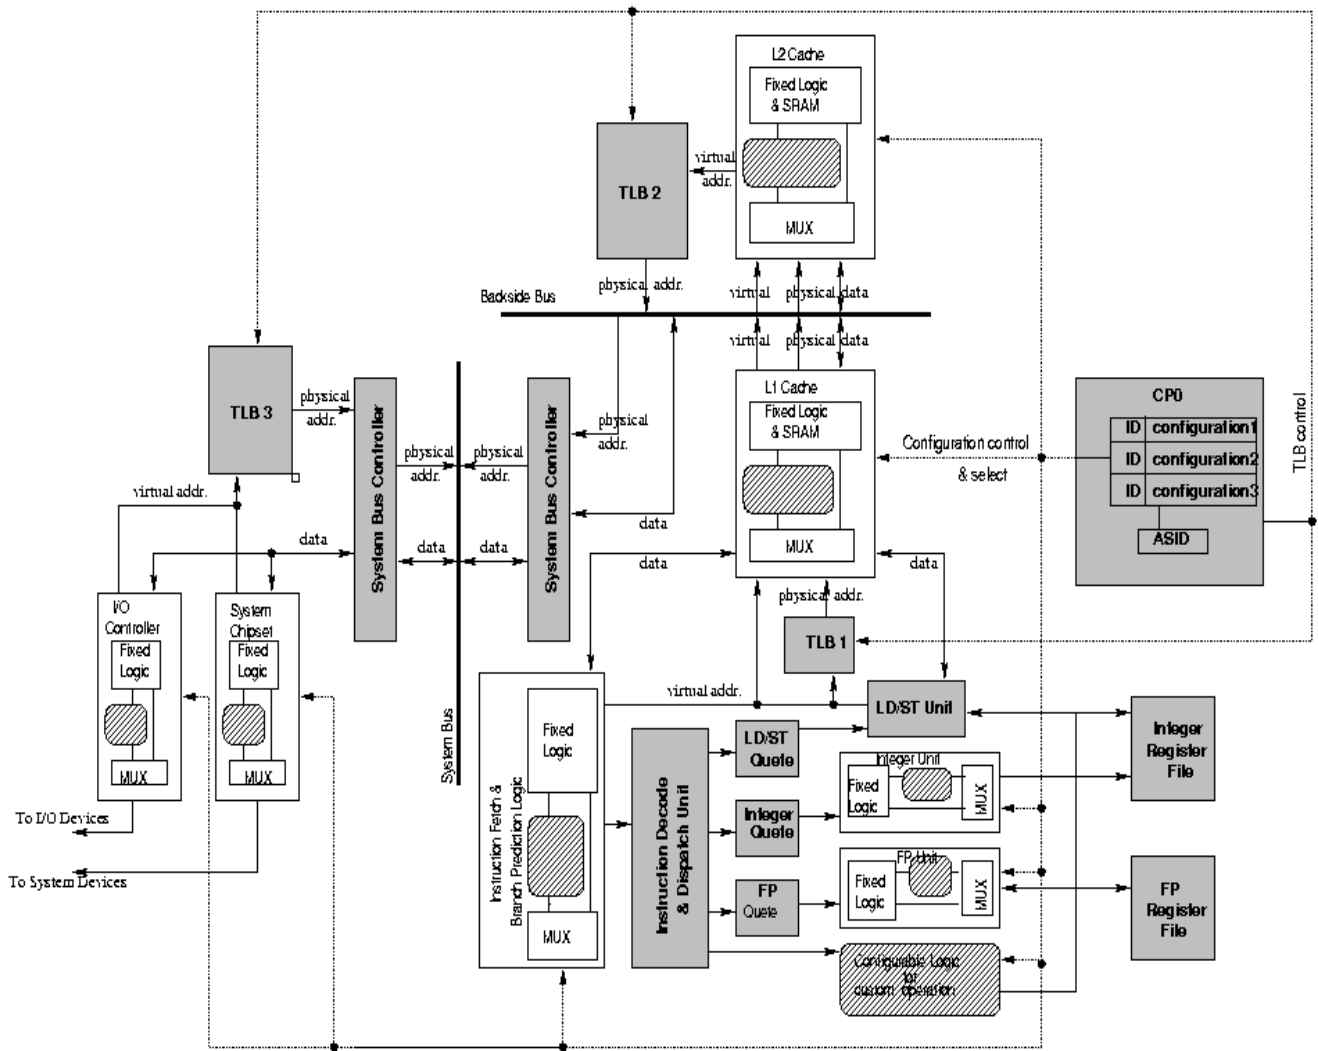 L2 Cache
Fixed Logic
& SRAM
MUX
virtual
addr.
TLB 2
physical addr.
Backside Bus
virtual
physical
data
virtual
physical
data
L1 Cache
Fixed Logic
& SRAM
MUX
TLB 3
physical
addr.
virtual addr.
System Bus Controller
physical
addr.
physical
addr.
System Bus Controller
physical
addr.
data
data
data
data
data
data
System Bus
Configuration control
& select
CP0
ID configuration1
ID configuration2
ID configuration3
ASID
TLB control
physical addr.
TLB 1
virtual addr.
I/O
Controller
Fixed
Logic
MUX
System
Chipset
Fixed
Logic
MUX
To I/O Devices
To System Devices
Instruction Fetch &
Branch Prediction Logic
Fixed
Logic
MUX
Instruction Decode
& Dispatch Unit
LD/ST
Quete
LD/ST Unit
Integer
Quete
FP
Quete
Integer Unit
Fixed
Logic
MUX
FP Unit
Fixed
Logic
MUX
Configurable Logic
for
custom operation
Integer
Register
File
FP
Register
File